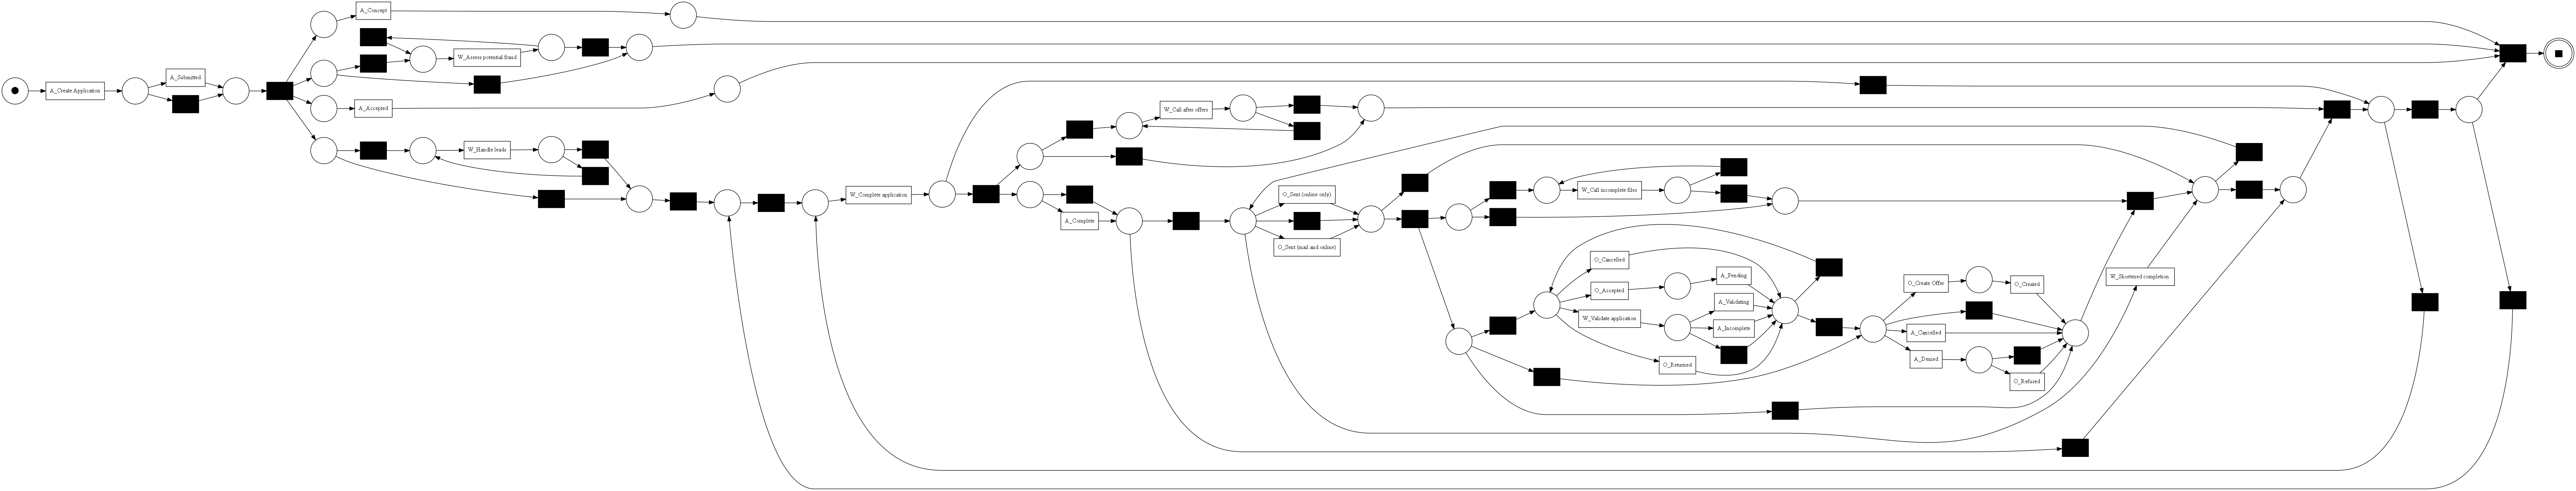 A_Concept
W_Assess potential fraud
A_Submitted
A_Create Application
A_Accepted
W_Handle leads
W_Complete application
W_Call after offers
A_Complete
O_Sent (online only)
O_Sent (mail and online)
W_Call incomplete files
O_Cancelled
O_Accepted
A_Pending
A_Validating
W_Validate application
A_Incomplete
O_Returned
O_Create Offer
O_Created
A_Cancelled
A_Denied
O_Refused
W_Shortened completion